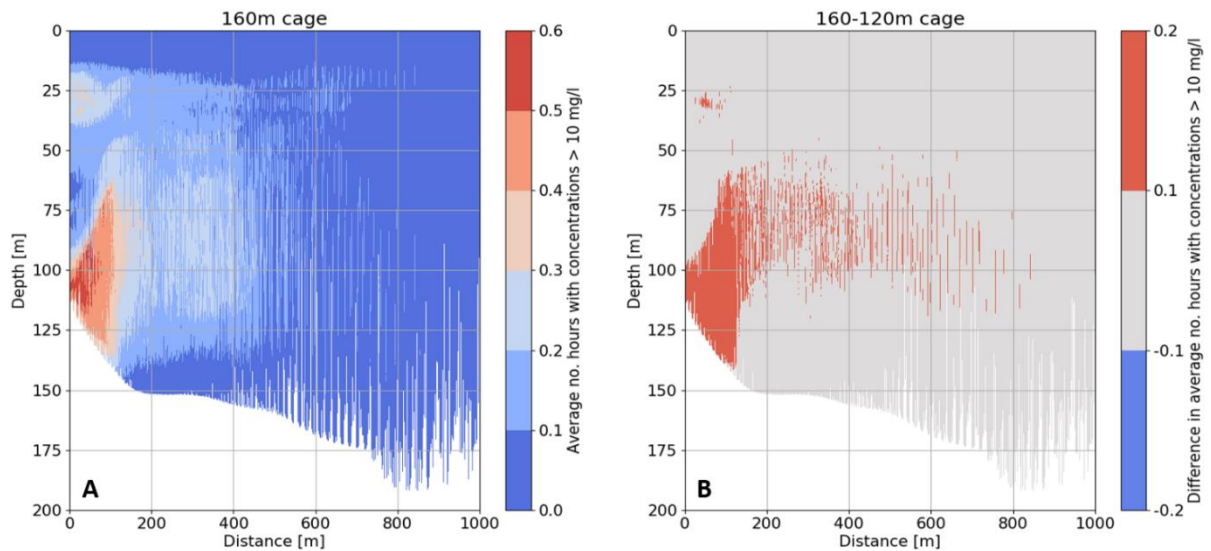 160m cage
0
25
50
75
100
125
150
175
200
Depth [m]
0 200 400 600 800 1000
Distance [m]
A
0.6
0.5
0.4
0.3
0.2
0.1
0.0
Average no. hours with concentrations > 10 mg/l
160-120m cage
0
25
50
75
100
125
150
175
200
Depth [m]
0 200 400 600 800 1000
Distance [m]
B
0.2
0.1
-0.1
-0.2
Difference in average no. hours with concentrations > 10 mg/l